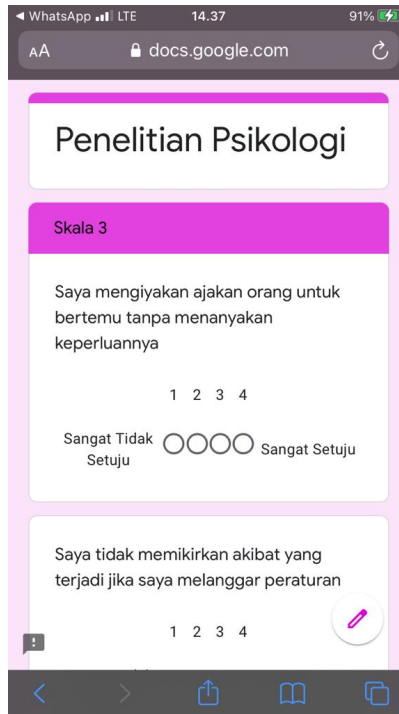 WhatsApp LTE 14.37 91%
AA docs.google.com
Penelitian Psikologi
Skala 3
Saya mengiyakan ajakan orang untuk
bertemu tanpa menanyakan
keperluannya
1 2 3 4
Sangat Tidak
Setuju
Sangat Setuju
Saya tidak memikirkan akibat yang
terjadi jika saya melanggar peraturan
1 2 3 4